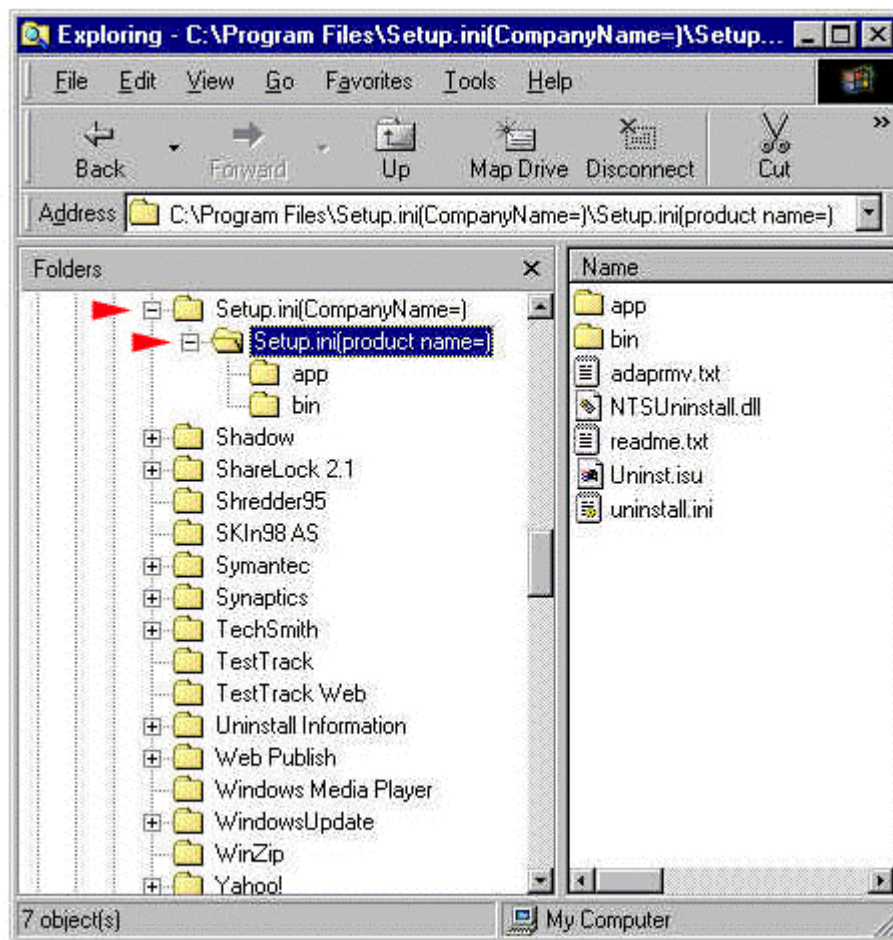 Exploring - C:\Program Files\Setup.ini(CompanyName=)\Setup...
File Edit View Go Favorites Tools Help
Back Forward Up Map Drive Disconnect Cut
Address C:\Program Files\Setup.ini(CompanyName=)\Setup.ini(product name=)
Folders
Setup.ini(CompanyName=)
Setup.ini(product name=)
app
bin
Shadow
ShareLock 2.1
Shredder95
SKIn98 AS
Symantec
Synaptics
TechSmith
TestTrack
TestTrack Web
Uninstall Information
Web Publish
Windows Media Player
WindowsUpdate
WinZip
Yahoo!
Name
app
bin
adaprmv.txt
NTSUninstall.dll
readme.txt
Uninst.isu
uninstall.ini
7 object(s) My Computer